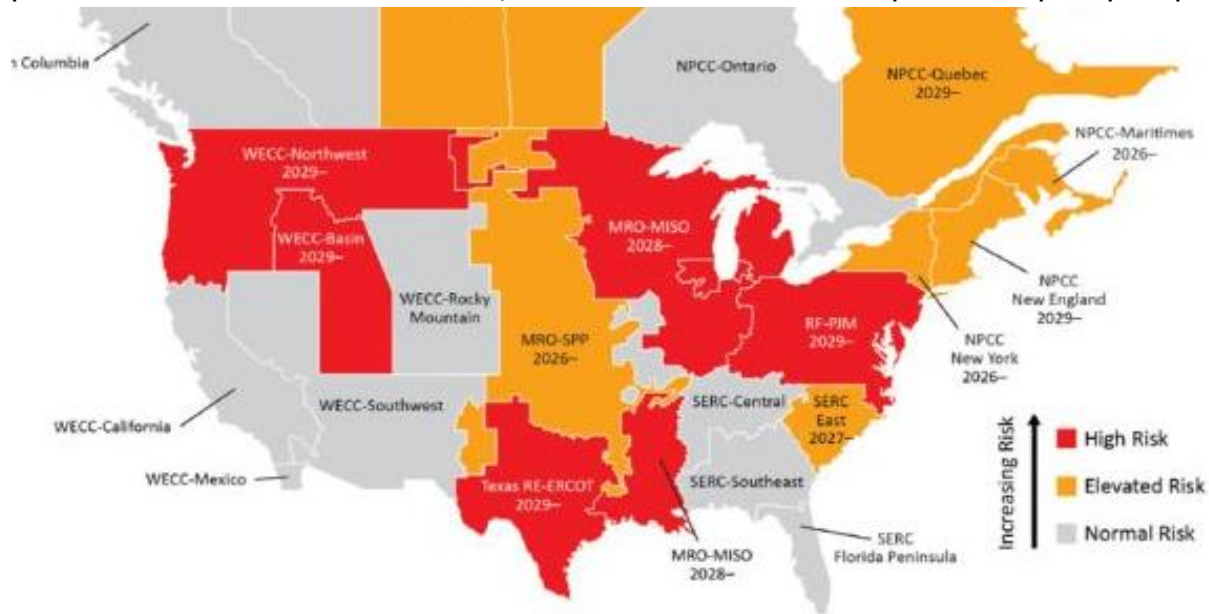 Columbia
NPCC-Ontario
NPCC-Quebec
2029–
NPCC-Maritimes
2026–
WECC-Northwest
2029–
WECC-Basin
2029–
MRO-MISO
2028–
WECC-Rocky
Mountain
NPCC
New England
2029–
RF-PJM
2029–
MRO-SPP
2026–
NPCC
New York
2026–
WECC-Southwest
SERC-Central
SERC
East
2027–
WECC-California
WECC-Mexico
Texas RE-ERCOT
2029–
SERC-Southeast
MRO-MISO
2028–
SERC
Florida Peninsula
Increasing Risk
High Risk
Elevated Risk
Normal Risk